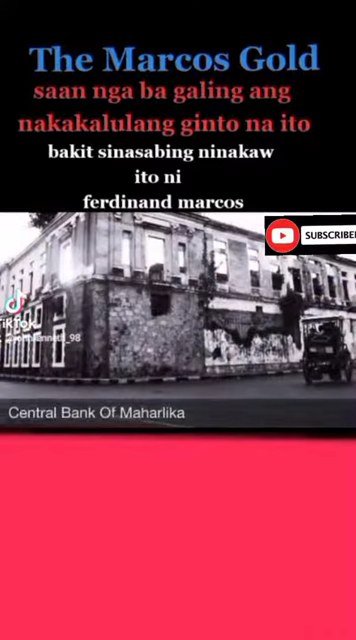 The Marcos Gold
saan nga ba galing ang
nakakalulang ginto na ito
bakit sinasabing ninakaw
ito ni
ferdinand marcos
SUBSCRIBE
TikTok
Central Bank Of Maharlika